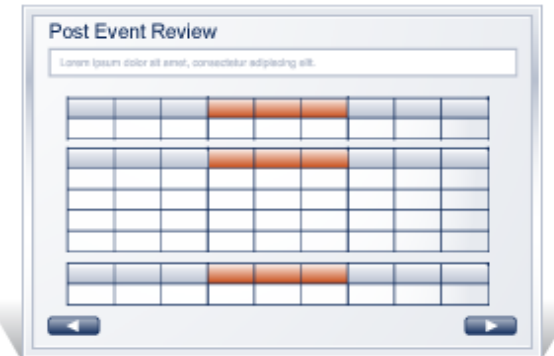 Post Event Review
Lorem ipsum dolor sit amet, consectetur adipiscing elit.